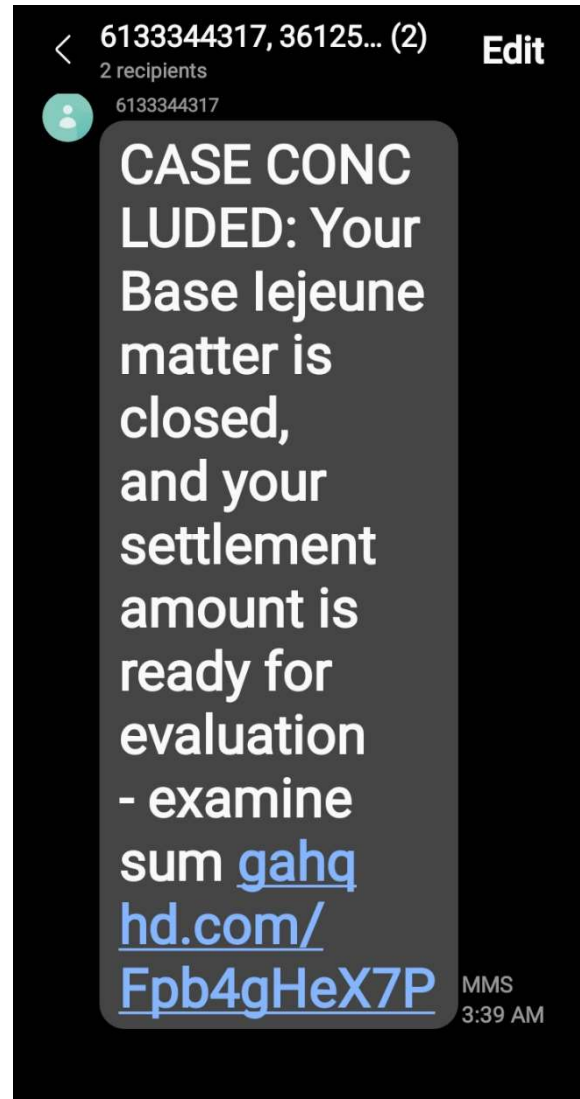 6133344317, 36125... (2)
Edit
2 recipients
6133344317
CASE CONC
LUDED: Your
Base lejeune
matter is
closed,
and your
settlement
amount is
ready for
evaluation
- examine
sum gahq
hd.com/
Fpb4gHeX7P
MMS
3:39 AM